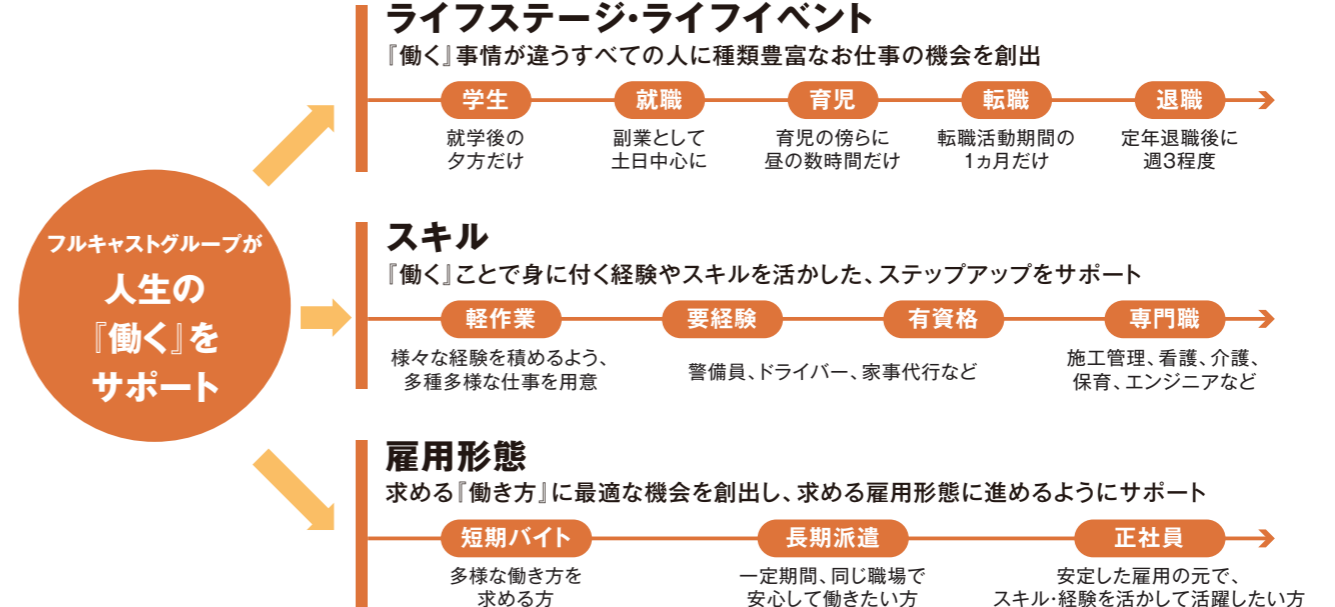 フルキャストグループが
人生の
『働く』を
サポート
ライフステージ・ライフイベント
『働く』事情が違うすべての人に種類豊富なお仕事の機会を創出
学生
就学後の
夕方だけ
就職
副業として
土日中心に
育児
育児の傍らに
昼の数時間だけ
転職
転職活動期間の
1ヵ月だけ
退職
定年退職後に
週3程度
スキル
『働く』ことで身に付く経験やスキルを活かした、ステップアップをサポート
軽作業
様々な経験を積めるよう、
多種多様な仕事を用意
要経験
有資格
警備員、ドライバー、家事代行など
専門職
施工管理、看護、介護、
保育、エンジニアなど
雇用形態
求める『働き方』に最適な機会を創出し、求める雇用形態に進めるようにサポート
短期バイト
多様な働き方を
求める方
長期派遣
一定期間、同じ職場で
安心して働きたい方
正社員
安定した雇用の元で、
スキル・経験を活かして活躍したい方